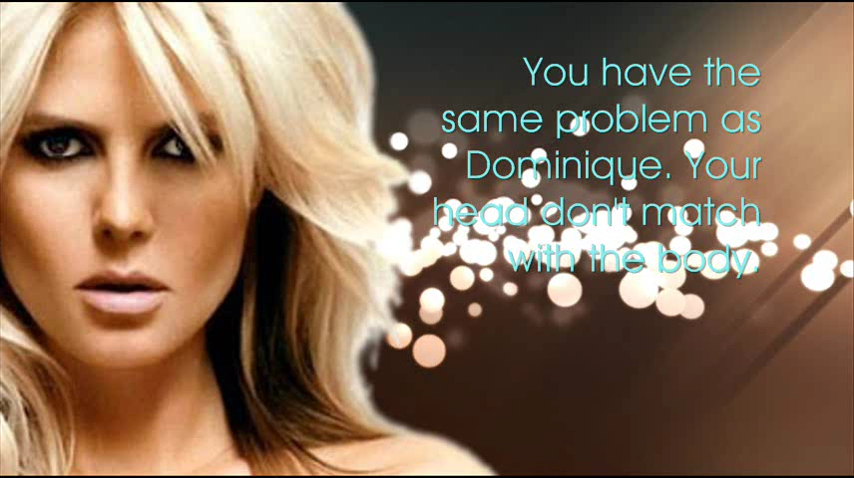 You have the
same problem as
Dominique. Your
head don't match
with the body.